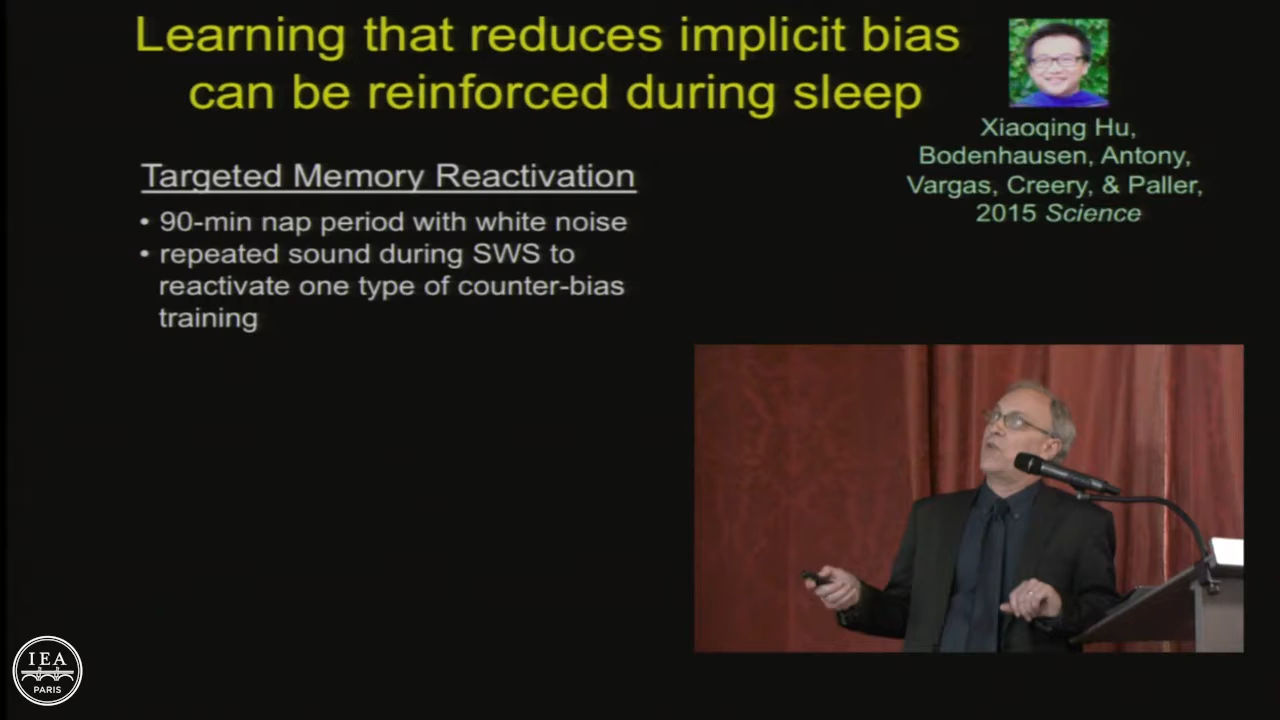 Learning that reduces implicit bias
can be reinforced during sleep
Xiaoqing Hu,
Bodenhausen, Antony,
Vargas, Creery, & Paller,
2015 Science
Targeted Memory Reactivation
• 90-min nap period with white noise
• repeated sound during SWS to
reactivate one type of counter-bias
training
IEA
PARIS